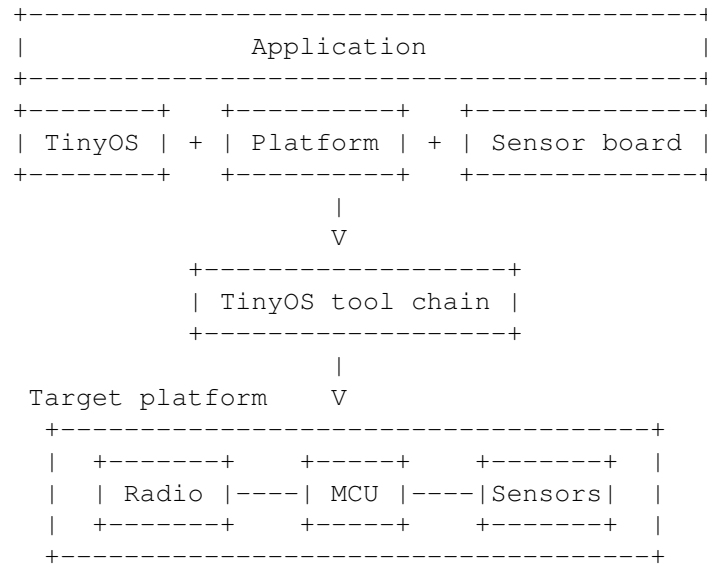 Application
TinyOS + Platform + Sensor board
V
TinyOS tool chain
Target platform V
Radio MCU Sensors